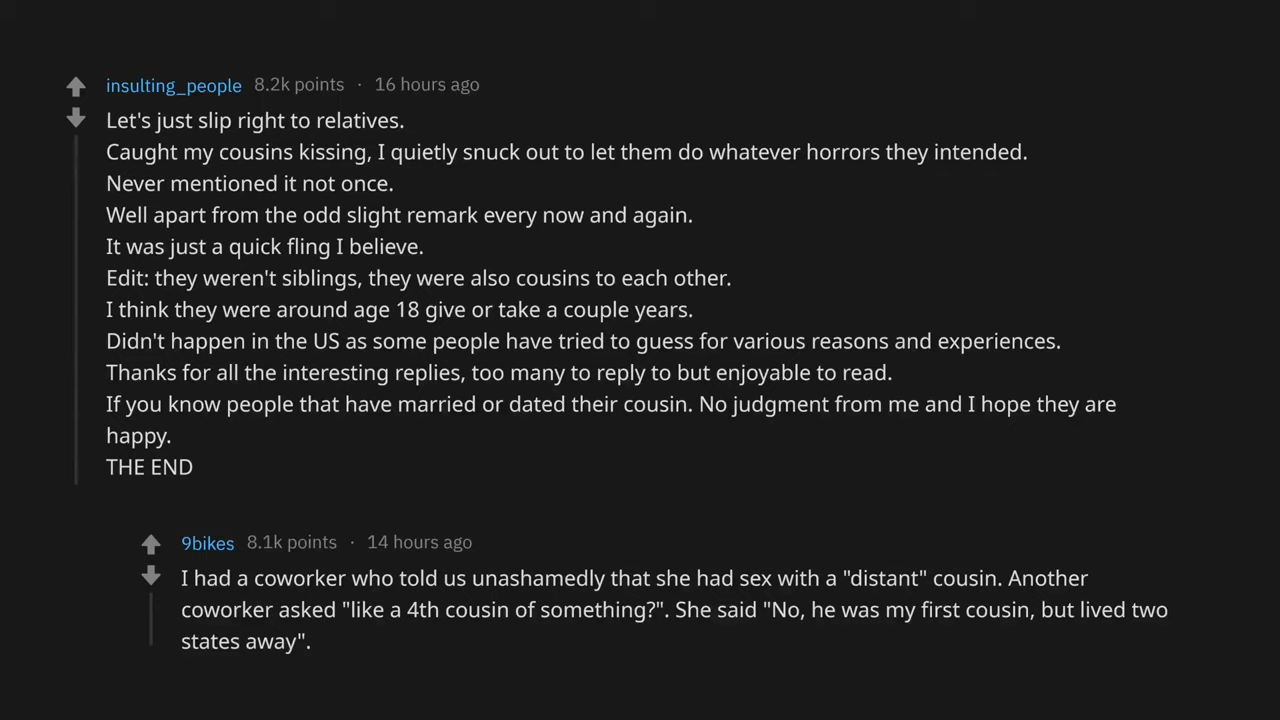 insulting_people 8.2k points · 16 hours ago
Let's just slip right to relatives.
Caught my cousins kissing, I quietly snuck out to let them do whatever horrors they intended.
Never mentioned it not once.
Well apart from the odd slight remark every now and again.
It was just a quick fling I believe.
Edit: they weren't siblings, they were also cousins to each other.
I think they were around age 18 give or take a couple years.
Didn't happen in the US as some people have tried to guess for various reasons and experiences.
Thanks for all the interesting replies, too many to reply to but enjoyable to read.
If you know people that have married or dated their cousin. No judgment from me and I hope they are
happy.
THE END
9bikes 8.1k points · 14 hours ago
I had a coworker who told us unashamedly that she had sex with a "distant" cousin. Another
coworker asked "like a 4th cousin of something?". She said "No, he was my first cousin, but lived two
states away".